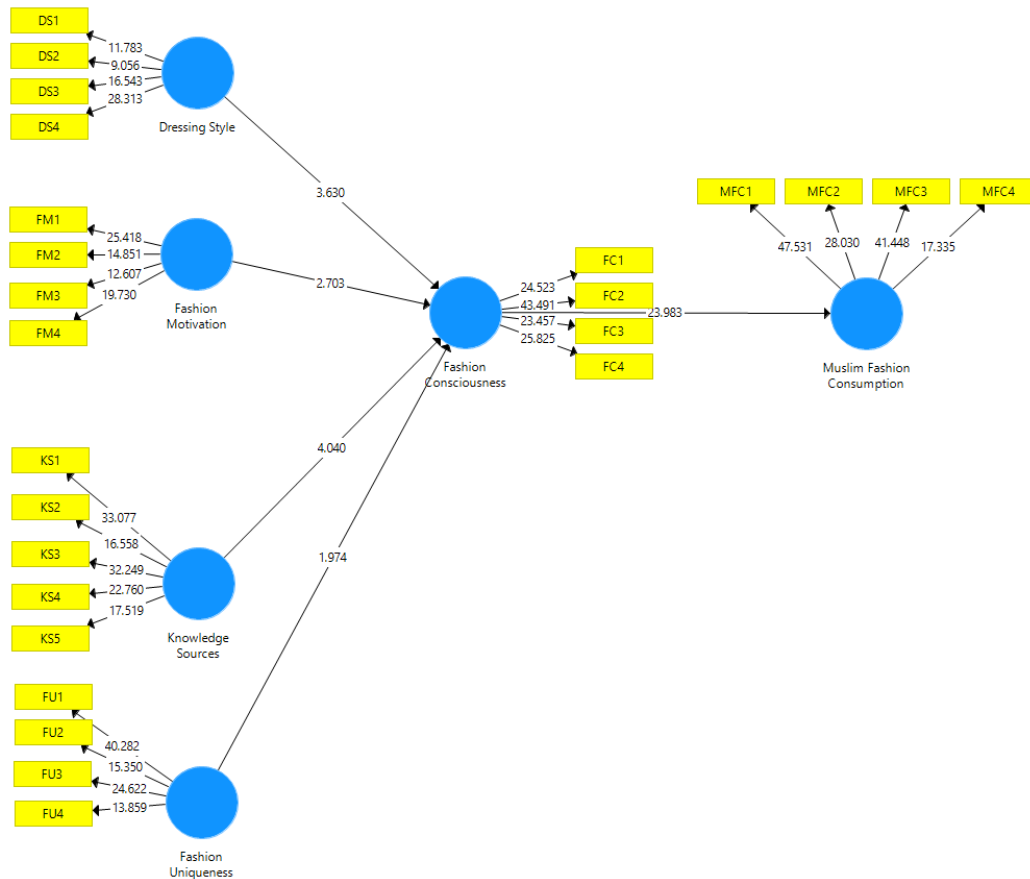 DS1
DS2
DS3
DS4
11.783
9.056
16.543
28.313
Dressing Style
3.630
FM1
FM2
FM3
FM4
25.418
14.851
12.607
19.730
Fashion
Motivation
2.703
KS1
KS2
KS3
KS4
KS5
33.077
16.558
32.249
22.760
17.519
Knowledge
Sources
4.040
FU1
FU2
FU3
FU4
40.282
15.350
24.622
13.859
Fashion
Uniqueness
1.974
Fashion
Consciousness
FC1
FC2
FC3
FC4
24.523
43.491
23.457
25.825
23.983
MFC1
MFC2
MFC3
MFC4
47.531
28.030
41.448
17.335
Muslim Fashion
Consumption